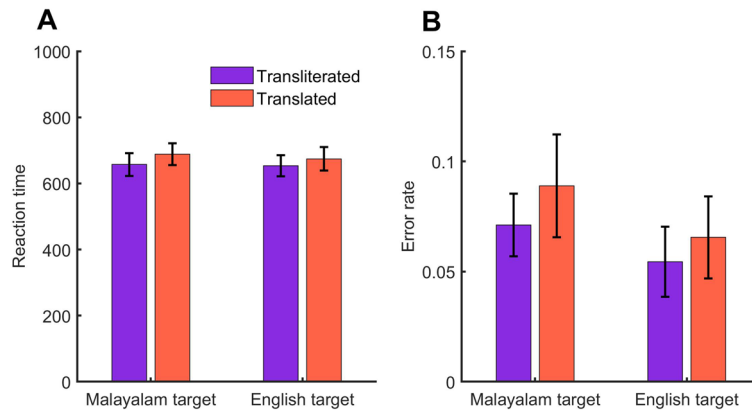 A
1000
800
600
400
200
0
Reaction time
Transliterated
Translated
Malayalam target
English target
B
0.15
0.1
0.05
0
Error rate
Malayalam target
English target